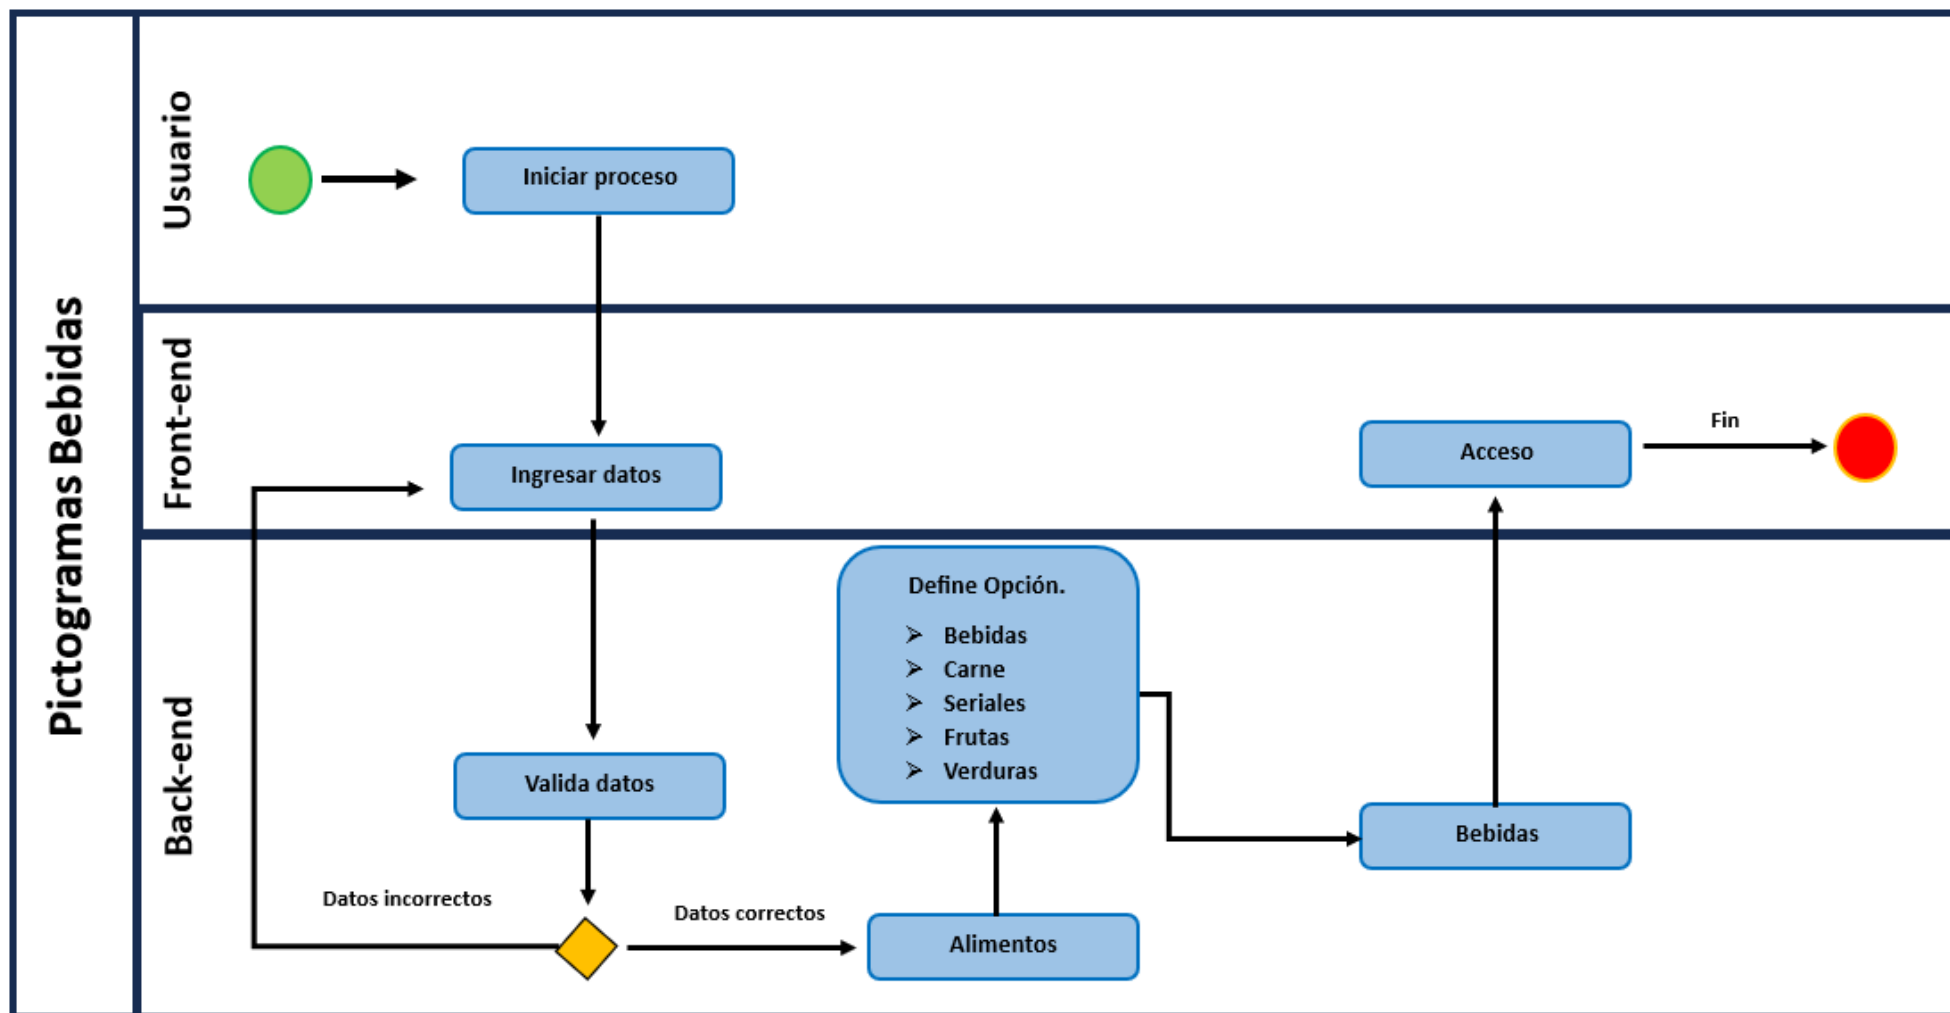 Pictogramas Bebidas
Usuario
Iniciar proceso
Front-end
Ingresar datos
Acceso
Fin
Back-end
Define Opción.
➢ Bebidas
➢ Carne
➢ Seriales
➢ Frutas
➢ Verduras
Valida datos
Bebidas
Datos incorrectos
Datos correctos
Alimentos